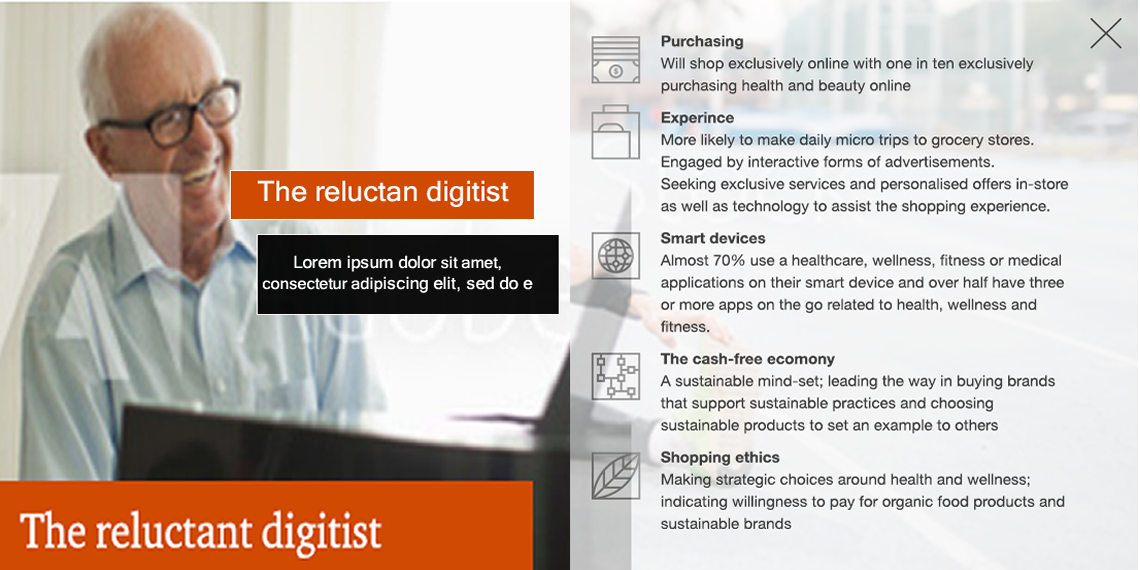 The reluctan digitist
Lorem ipsum dolor sit amet,
consectetur adipiscing elit, sed do e
The reluctant digitist
Purchasing
Will shop exclusively online with one in ten exclusively
purchasing health and beauty online
Experince
More likely to make daily micro trips to grocery stores.
Engaged by interactive forms of advertisements.
Seeking exclusive services and personalised offers in-store
as well as technology to assist the shopping experience.
Smart devices
Almost 70% use a healthcare, wellness, fitness or medical
applications on their smart device and over half have three
or more apps on the go related to health, wellness and
fitness.
The cash-free ecomony
A sustainable mind-set; leading the way in buying brands
that support sustainable practices and choosing
sustainable products to set an example to others
Shopping ethics
Making strategic choices around health and wellness;
indicating willingness to pay for organic food products and
sustainable brands